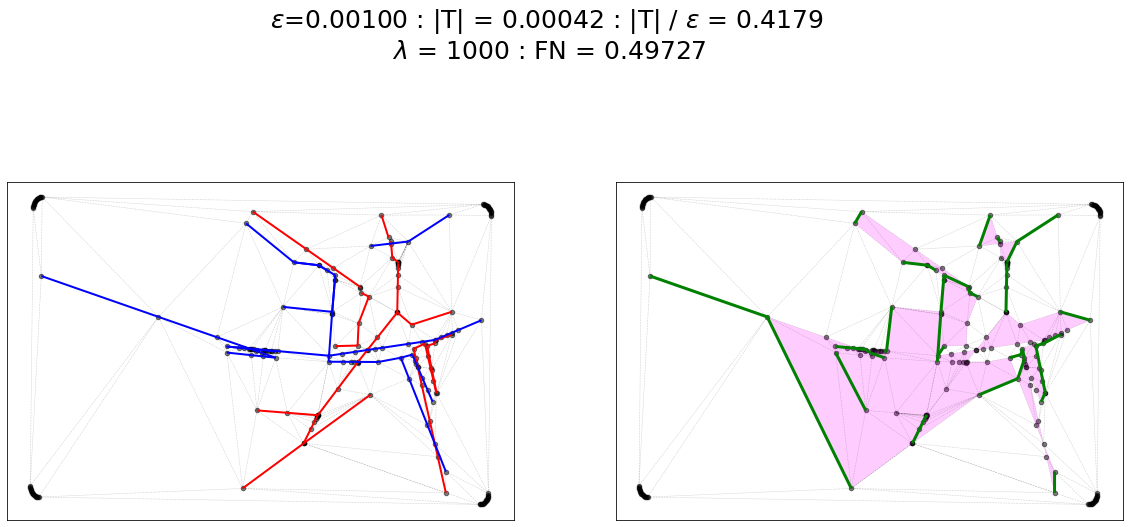 ε=0.00100 : |T| = 0.00042 : |T| / ε = 0.4179
λ = 1000 : FN = 0.49727